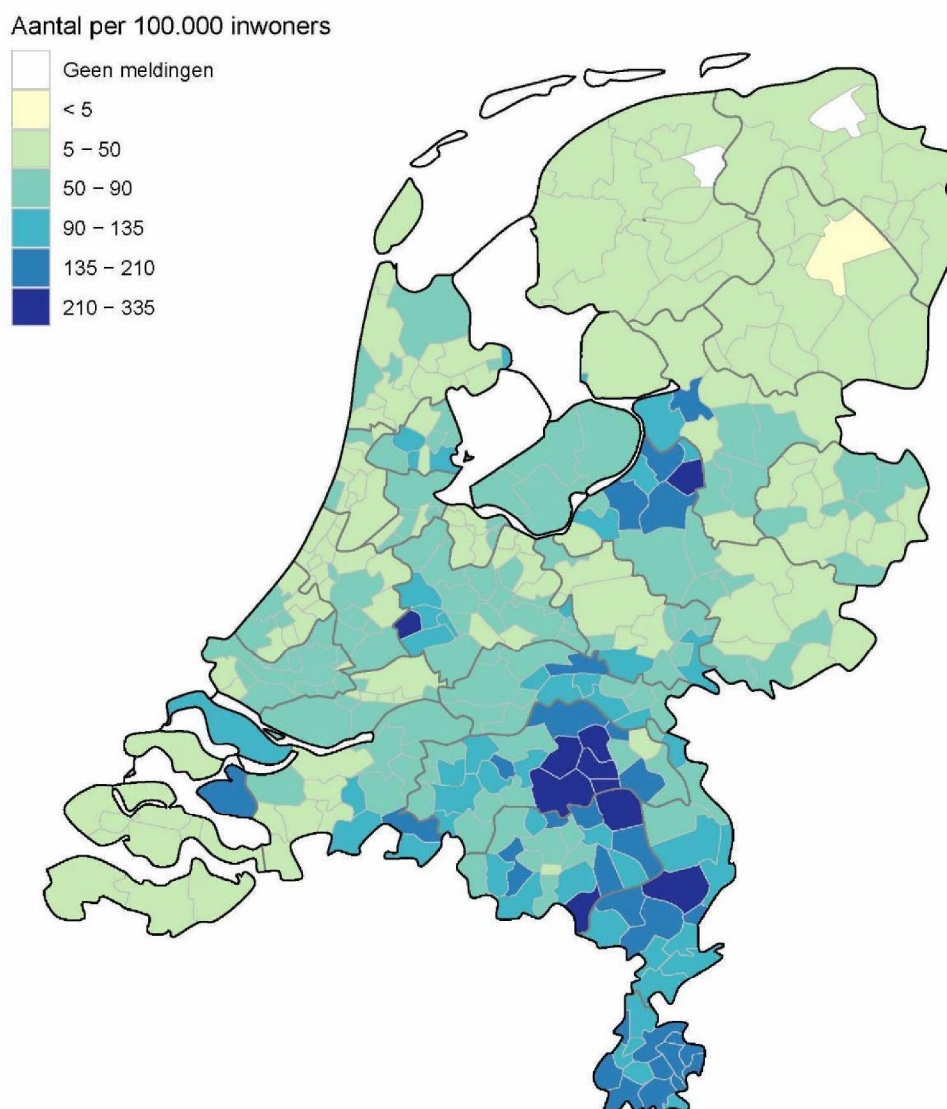 Aantal per 100.000 inwoners
Geen meldingen
< 5
5 – 50
50 – 90
90 – 135
135 – 210
210 – 335